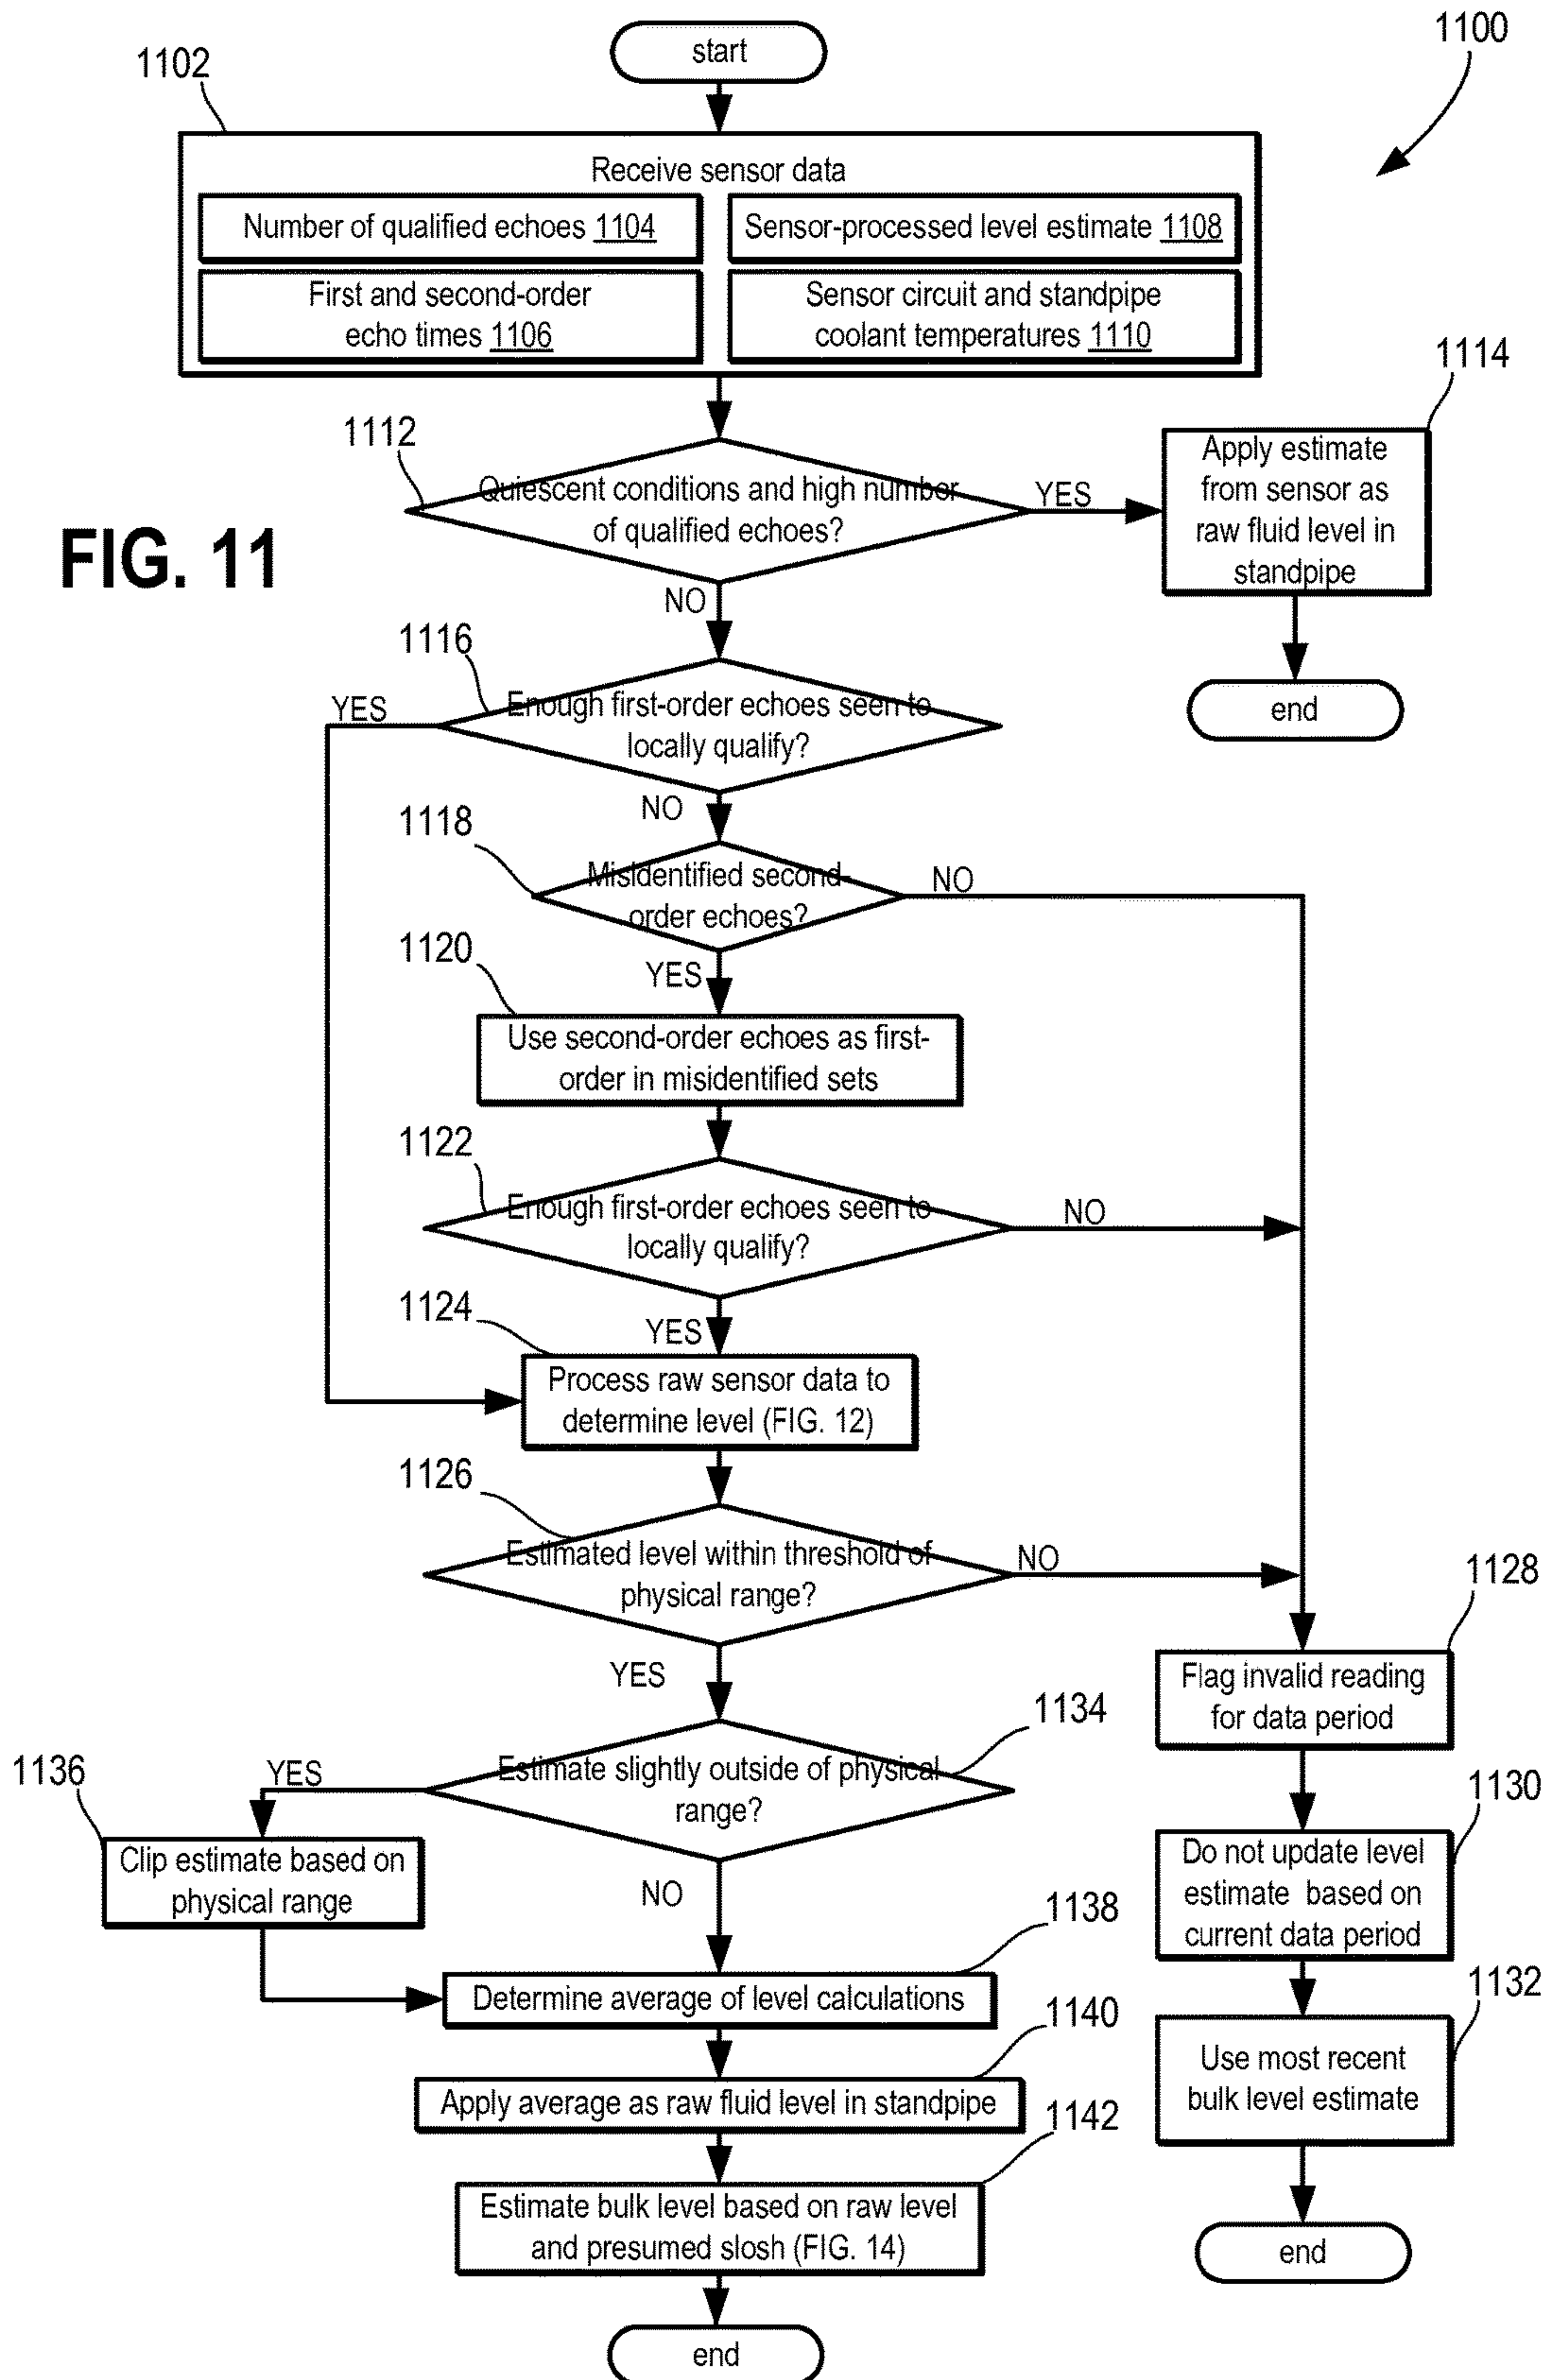 start
1100
1102
Receive sensor data
Number of qualified echoes 1104
Sensor-processed level estimate 1108
First and second-order
echo times 1106
Sensor circuit and standpipe
coolant temperatures 1110
1112
Quiescent conditions and high number
of qualified echoes?
YES
1114
Apply estimate
from sensor as
raw fluid level in
standpipe
end
FIG. 11
NO
1116
Enough first-order echoes seen to
locally qualify?
YES
NO
1118
Misidentified second-
order echoes?
NO
YES
1120
Use second-order echoes as first-
order in misidentified sets
1122
Enough first-order echoes seen to
locally qualify?
NO
YES
1124
Process raw sensor data to
determine level (FIG. 12)
1126
Estimated level within threshold of
physical range?
NO
YES
1128
Flag invalid reading
for data period
1130
Do not update level
estimate based on
current data period
1132
Use most recent
bulk level estimate
end
1134
Estimate slightly outside of physical
range?
YES
1136
Clip estimate based on
physical range
NO
1138
Determine average of level calculations
1140
Apply average as raw fluid level in standpipe
1142
Estimate bulk level based on raw level
and presumed slosh (FIG. 14)
end